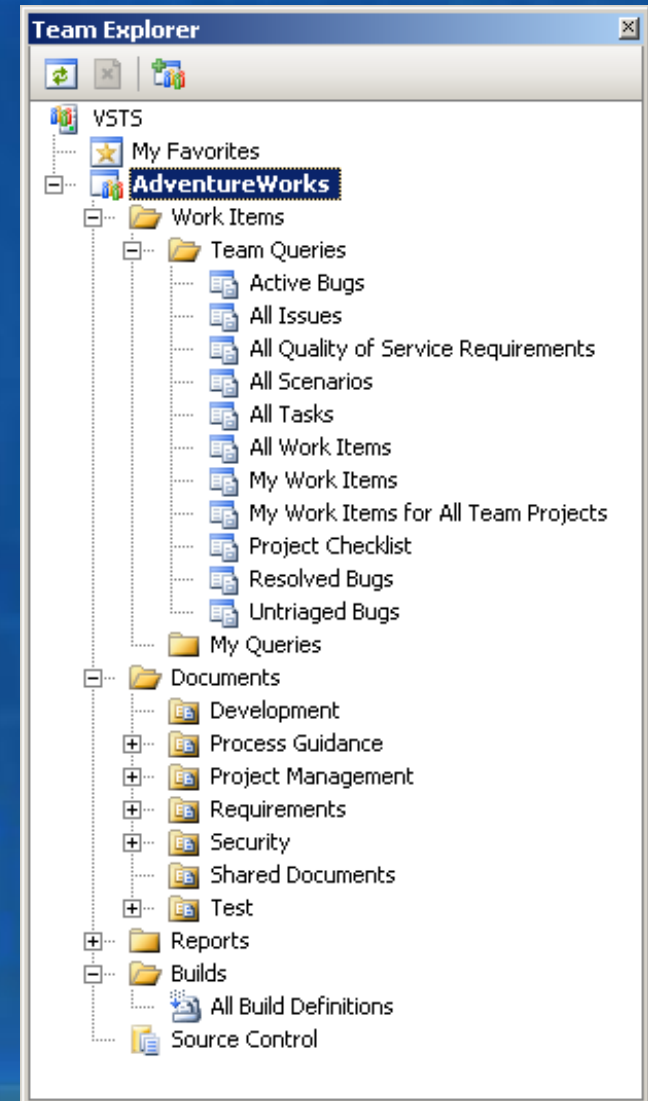 Team Explorer
VSTS
My Favorites
AdventureWorks
Work Items
Team Queries
Active Bugs
All Issues
All Quality of Service Requirements
All Scenarios
All Tasks
All Work Items
My Work Items
My Work Items for All Team Projects
Project Checklist
Resolved Bugs
Untriaged Bugs
My Queries
Documents
Development
Process Guidance
Project Management
Requirements
Security
Shared Documents
Test
Reports
Builds
All Build Definitions
Source Control